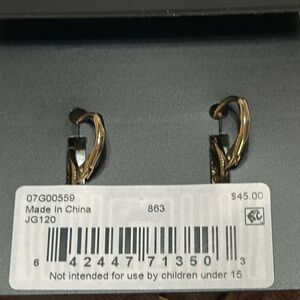 07G00559
Made In China 863 $45.00
JG120
6 42447 71350 3
Not intended for use by children under 15